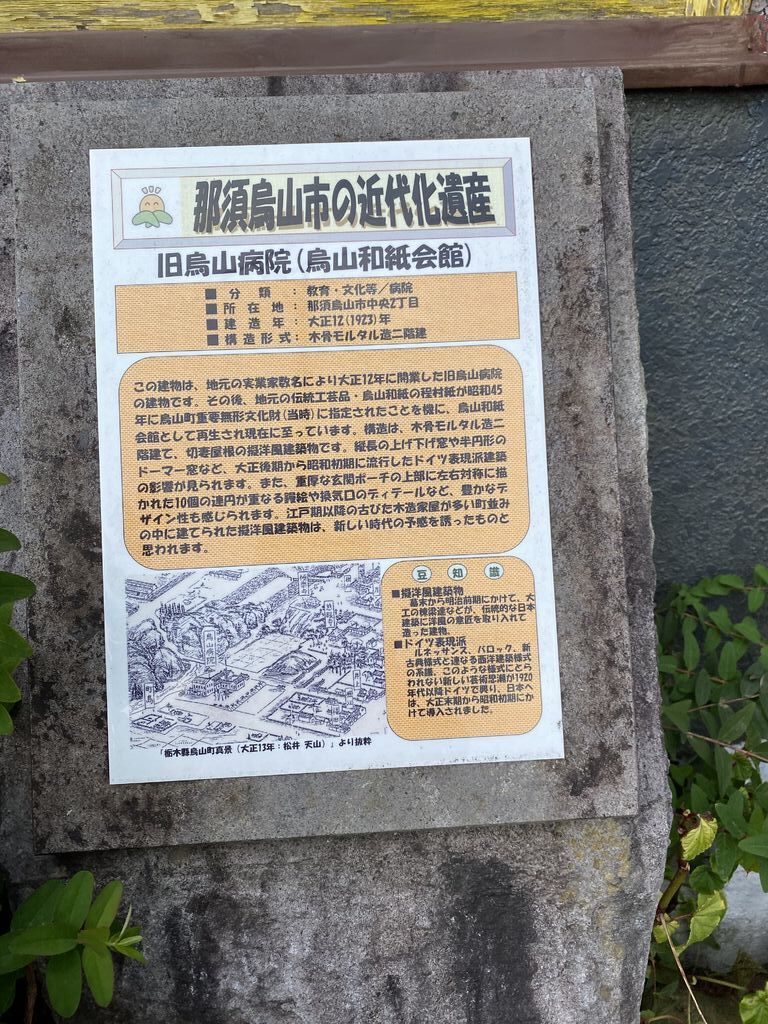 那須烏山市の近代化遺産
旧烏山病院(烏山和紙会館)
■ 分類 : 教育・文化等/病院
■ 所在地 : 那須烏山市中央2丁目
■ 建造年 : 大正12(1923)年
■ 構造形式 : 木骨モルタル造二階建
この建物は、地元の実業家数名により大正12年に開業した旧烏山病院
の建物です。その後、地元の伝統工芸品・烏山和紙の程村紙が昭和45
年に烏山町重要無形文化財(当時)に指定されたことを機に、烏山和紙
会館として再生され現在に至っています。構造は、木骨モルタル造二
階建て、切妻屋根の擬洋風建築物です。縦長の上げ下げ窓や半円形の
ドーマー窓など、大正後期から昭和初期に流行したドイツ表現派建築
の影響が見られます。また、重厚な玄関ポーチの上部に左右対称に描
かれた10個の連円が重なる鏝絵や換気口のディテールなど、豊かなデ
ザイン性も感じられます。江戸期以降の古びた木造家屋が多い町並み
の中に建てられた擬洋風建築物は、新しい時代の予感を誘ったものと
思われます。
豆知識
■擬洋風建築物
幕末から明治前期にかけて、大
工の棟梁達などが、伝統的な日本
建築に洋風の意匠を取り入れて
造った建物。
■ドイツ表現派
ルネッサンス、バロック、新
古典様式と連なる西洋建築様式
の系譜、このような様式にとら
われない新しい芸術思潮が1920
年代以降ドイツで興り、日本へ
は、大正末期から昭和初期にか
けて導入されました。
烏山病院
「栃木縣烏山町真景(大正13年:松井 天山)」より抜粋